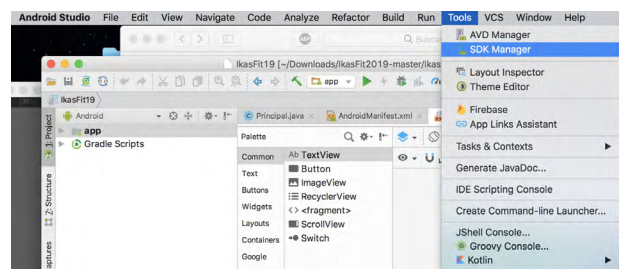 Android Studio File Edit View Navigate Code Analyze Refactor Build Run Tools VCS Window Help
AVD Manager
SDK Manager
Layout Inspector
Theme Editor
Firebase
App Links Assistant
Tasks & Contexts
Generate JavaDoc...
IDE Scripting Console
Create Command-line Launcher...
JShell Console...
Groovy Console...
Kotlin
IkasFit19 [~/Downloads/IkasFit2019-master/Ikas
app
IkasFit19
Android
Principal.java
AndroidManifest.xml
1: Project
Z: Structure
app
Gradle Scripts
Palette
Common
Text
Buttons
Widgets
Layouts
Containers
Google
Ab TextView
Button
ImageView
RecyclerView
<> <fragment>
ScrollView
Switch